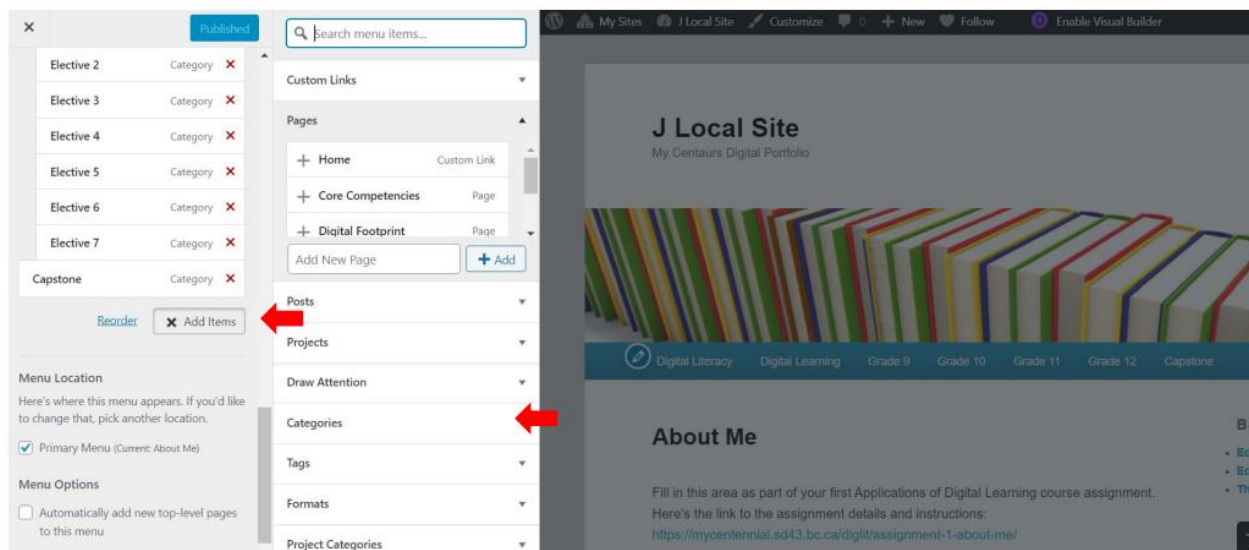 Published
Elective 2 Category
Elective 3 Category
Elective 4 Category
Elective 5 Category
Elective 6 Category
Elective 7 Category
Capstone Category
Reorder Add Items
Menu Location
Here's where this menu appears. If you'd like
to change that, pick another location.
Primary Menu (Current: About Me)
Menu Options
Automatically add new top-level pages
to this menu
Search menu items...
Custom Links
Pages
Home Custom Link
Core Competencies Page
Digital Footprint Page
Add New Page + Add
Posts
Projects
Draw Attention
Categories
Tags
Formats
Project Categories
My Sites J Local Site Customize 0 + New Follow Enable Visual Builder
J Local Site
My Centaurs Digital Portfolio
Digital Literacy Digital Learning Grade 9 Grade 10 Grade 11 Grade 12 Capstone
About Me
Fill in this area as part of your first Applications of Digital Learning course assignment.
Here's the link to the assignment details and instructions:
https://mycentennial.sd43.bc.ca/diglit/assignment-1-about-me/
B
Ed
Ed
Th